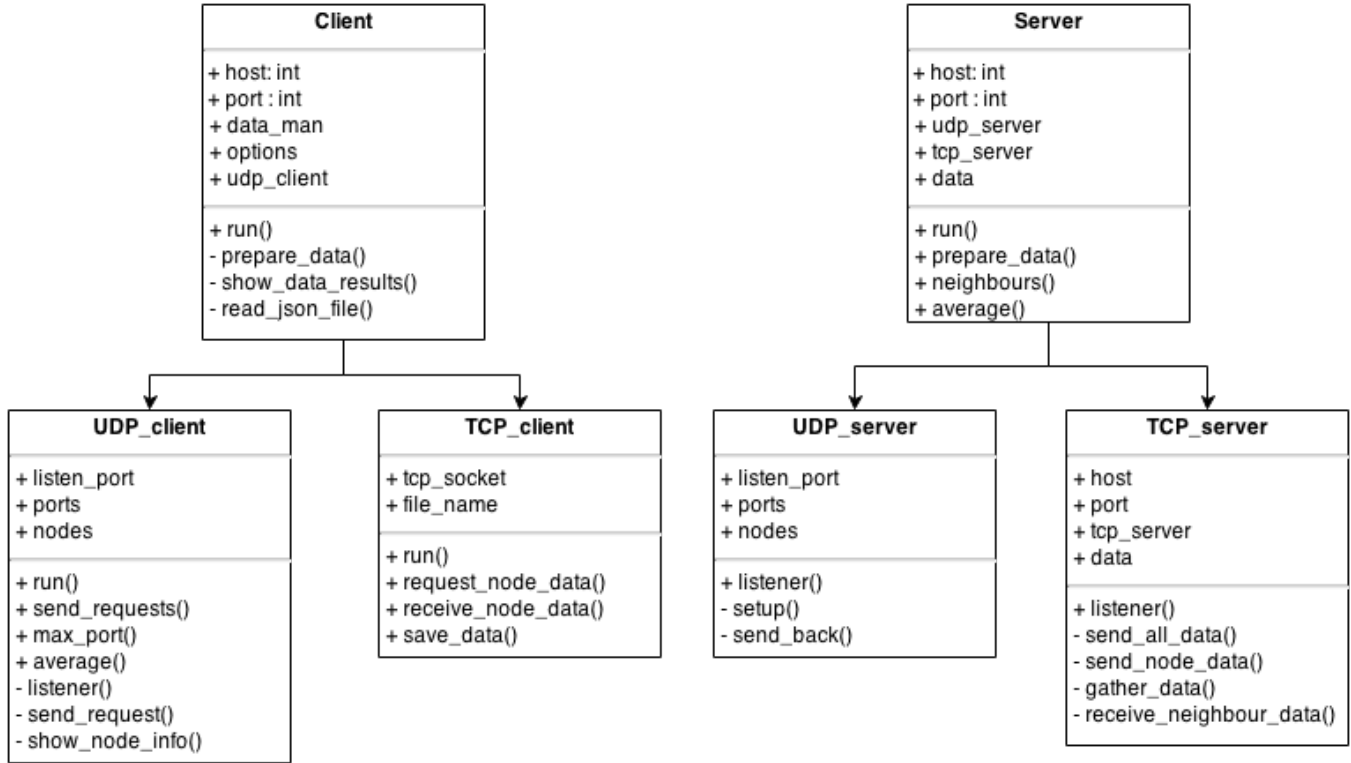 Client
+ host: int
+ port : int
+ data_man
+ options
+ udp_client
+ run()
- prepare_data()
- show_data_results()
- read_json_file()
Server
+ host: int
+ port : int
+ udp_server
+ tcp_server
+ data
+ run()
+ prepare_data()
+ neighbours()
+ average()
UDP_client
+ listen_port
+ ports
+ nodes
+ run()
+ send_requests()
+ max_port()
+ average()
- listener()
- send_request()
- show_node_info()
TCP_client
+ tcp_socket
+ file_name
+ run()
+ request_node_data()
+ receive_node_data()
+ save_data()
UDP_server
+ listen_port
+ ports
+ nodes
+ listener()
- setup()
- send_back()
TCP_server
+ host
+ port
+ tcp_server
+ data
+ listener()
- send_all_data()
- send_node_data()
- gather_data()
- receive_neighbour_data()